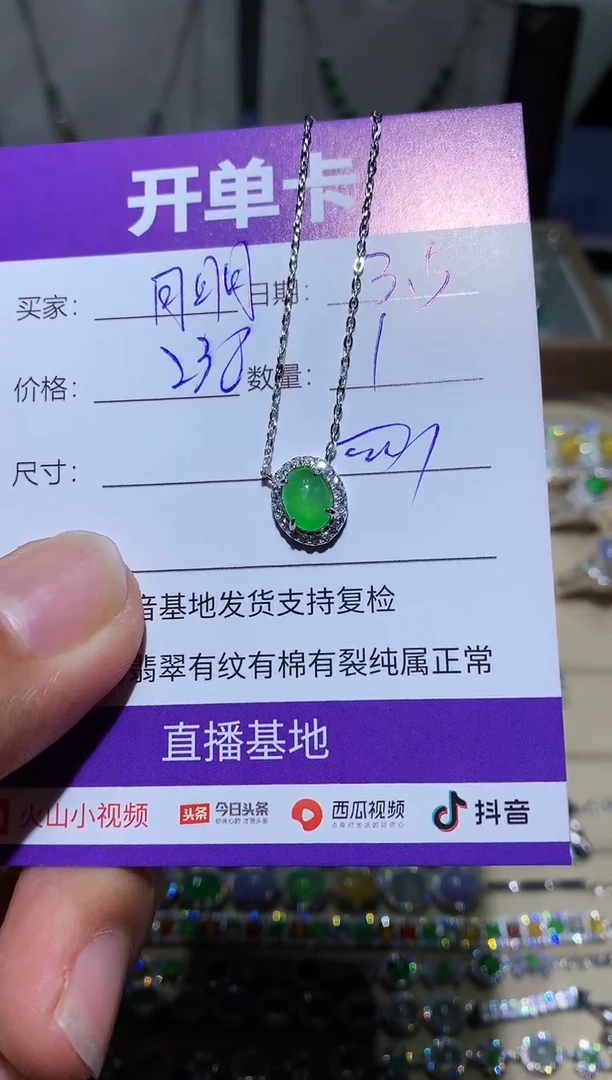 开单卡
买家： 日期：3.5
价格：238 数量：1
尺寸：
音基地发货支持复检
翡翠有纹有棉有裂纯属正常
直播基地
火山小视频 头条 今日头条 西瓜视频 抖音